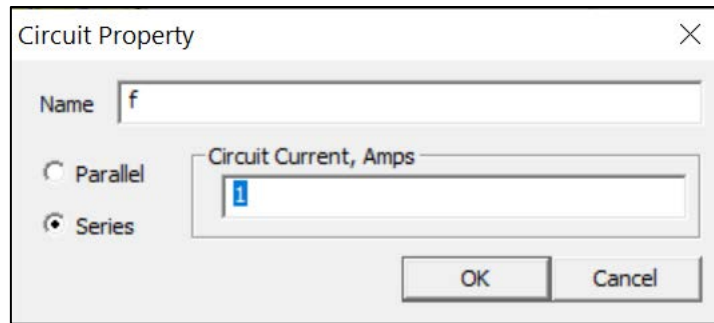 Circuit Property
Name f
Parallel
Circuit Current, Amps
1
Series
OK Cancel